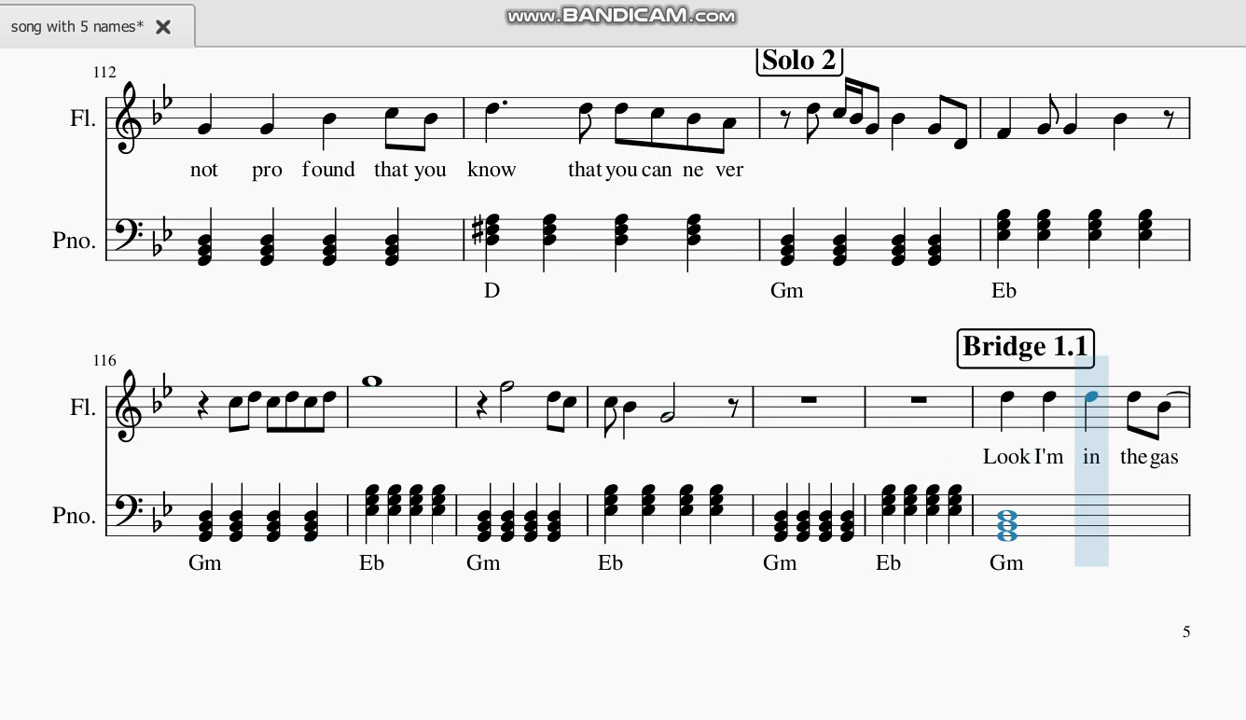 song with 5 names*
www.BANDICAM.com
Solo 2
112
Fl.
not pro found that you know that you can ne ver
Pno.
D Gm Eb
Bridge 1.1
116
Fl.
Look I'm in the gas
Pno.
Gm Eb Gm Eb Gm Eb Gm
5